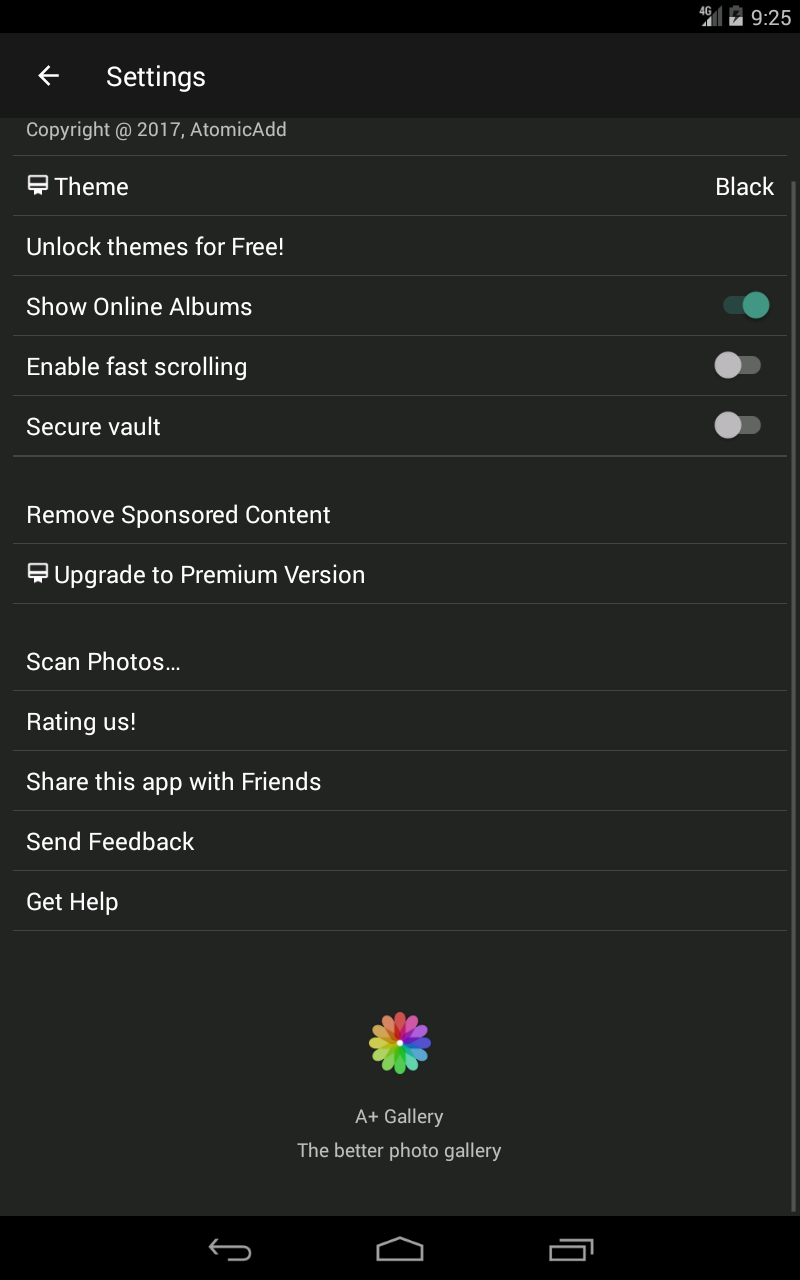 4G 9:25
Settings
Copyright @ 2017, AtomicAdd
Theme Black
Unlock themes for Free!
Show Online Albums
Enable fast scrolling
Secure vault
Remove Sponsored Content
Upgrade to Premium Version
Scan Photos...
Rating us!
Share this app with Friends
Send Feedback
Get Help
A+ Gallery
The better photo gallery